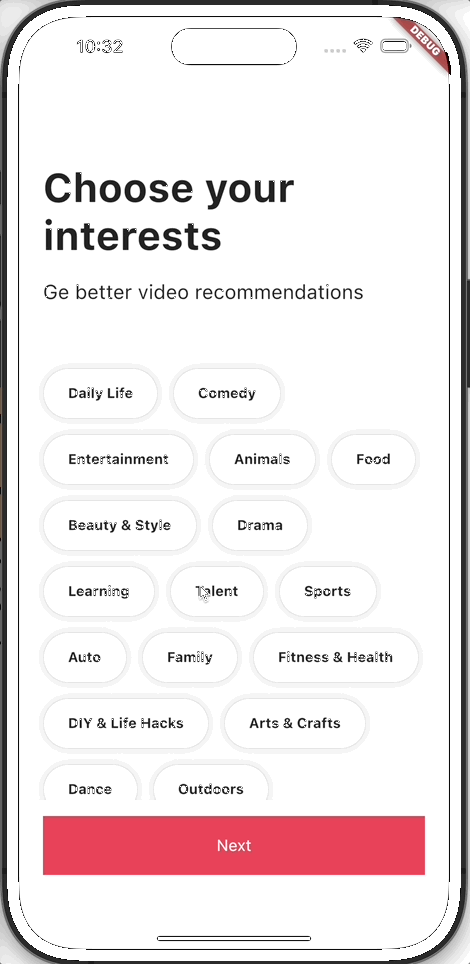 10:32
DEBUG
Choose your
interests
Ge better video recommendations
Daily Life Comedy
Entertainment Animals Food
Beauty & Style Drama
Learning Talent Sports
Auto Family Fitness & Health
DIY & Life Hacks Arts & Crafts
Dance Outdoors
Next